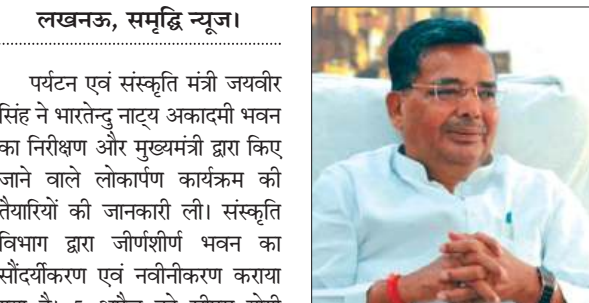 लखनऊ, समृद्धि न्यूज।
पर्यटन एवं संस्कृति मंत्री जयवीर
सिंह ने भारतेन्दु नाट्य अकादमी भवन
का निरीक्षण और मुख्यमंत्री द्वारा किए
जाने वाले लोकार्पण कार्यक्रम की
तैयारियों की जानकारी ली। संस्कृति
विभाग द्वारा जीर्णशीर्ण भवन का
सौंदर्यीकरण एवं नवीनीकरण कराया